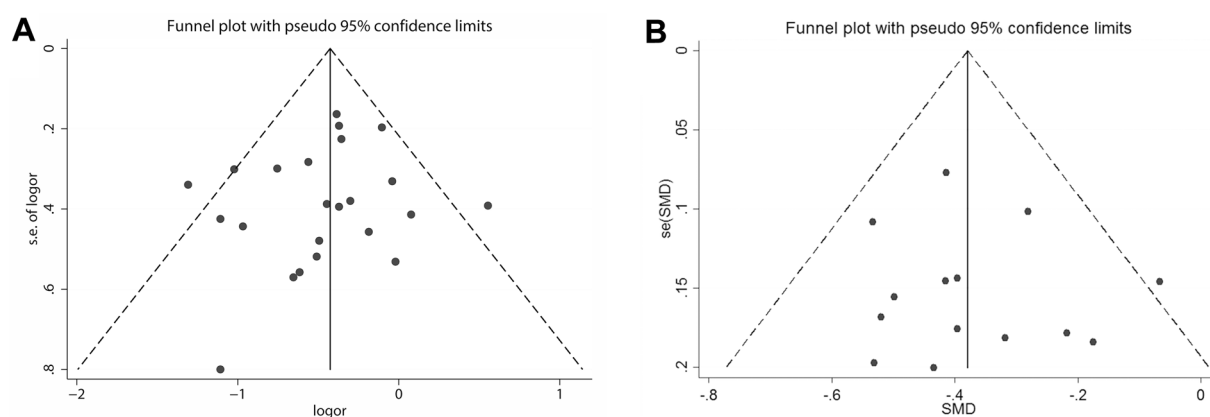 A
Funnel plot with pseudo 95% confidence limits
0
.2
.4
.6
.8
s.e. of logor
−2
−1
0
1
logor
B
Funnel plot with pseudo 95% confidence limits
0
.05
.1
.15
.2
se(SMD)
-.8
-.6
-.4
-.2
0
SMD